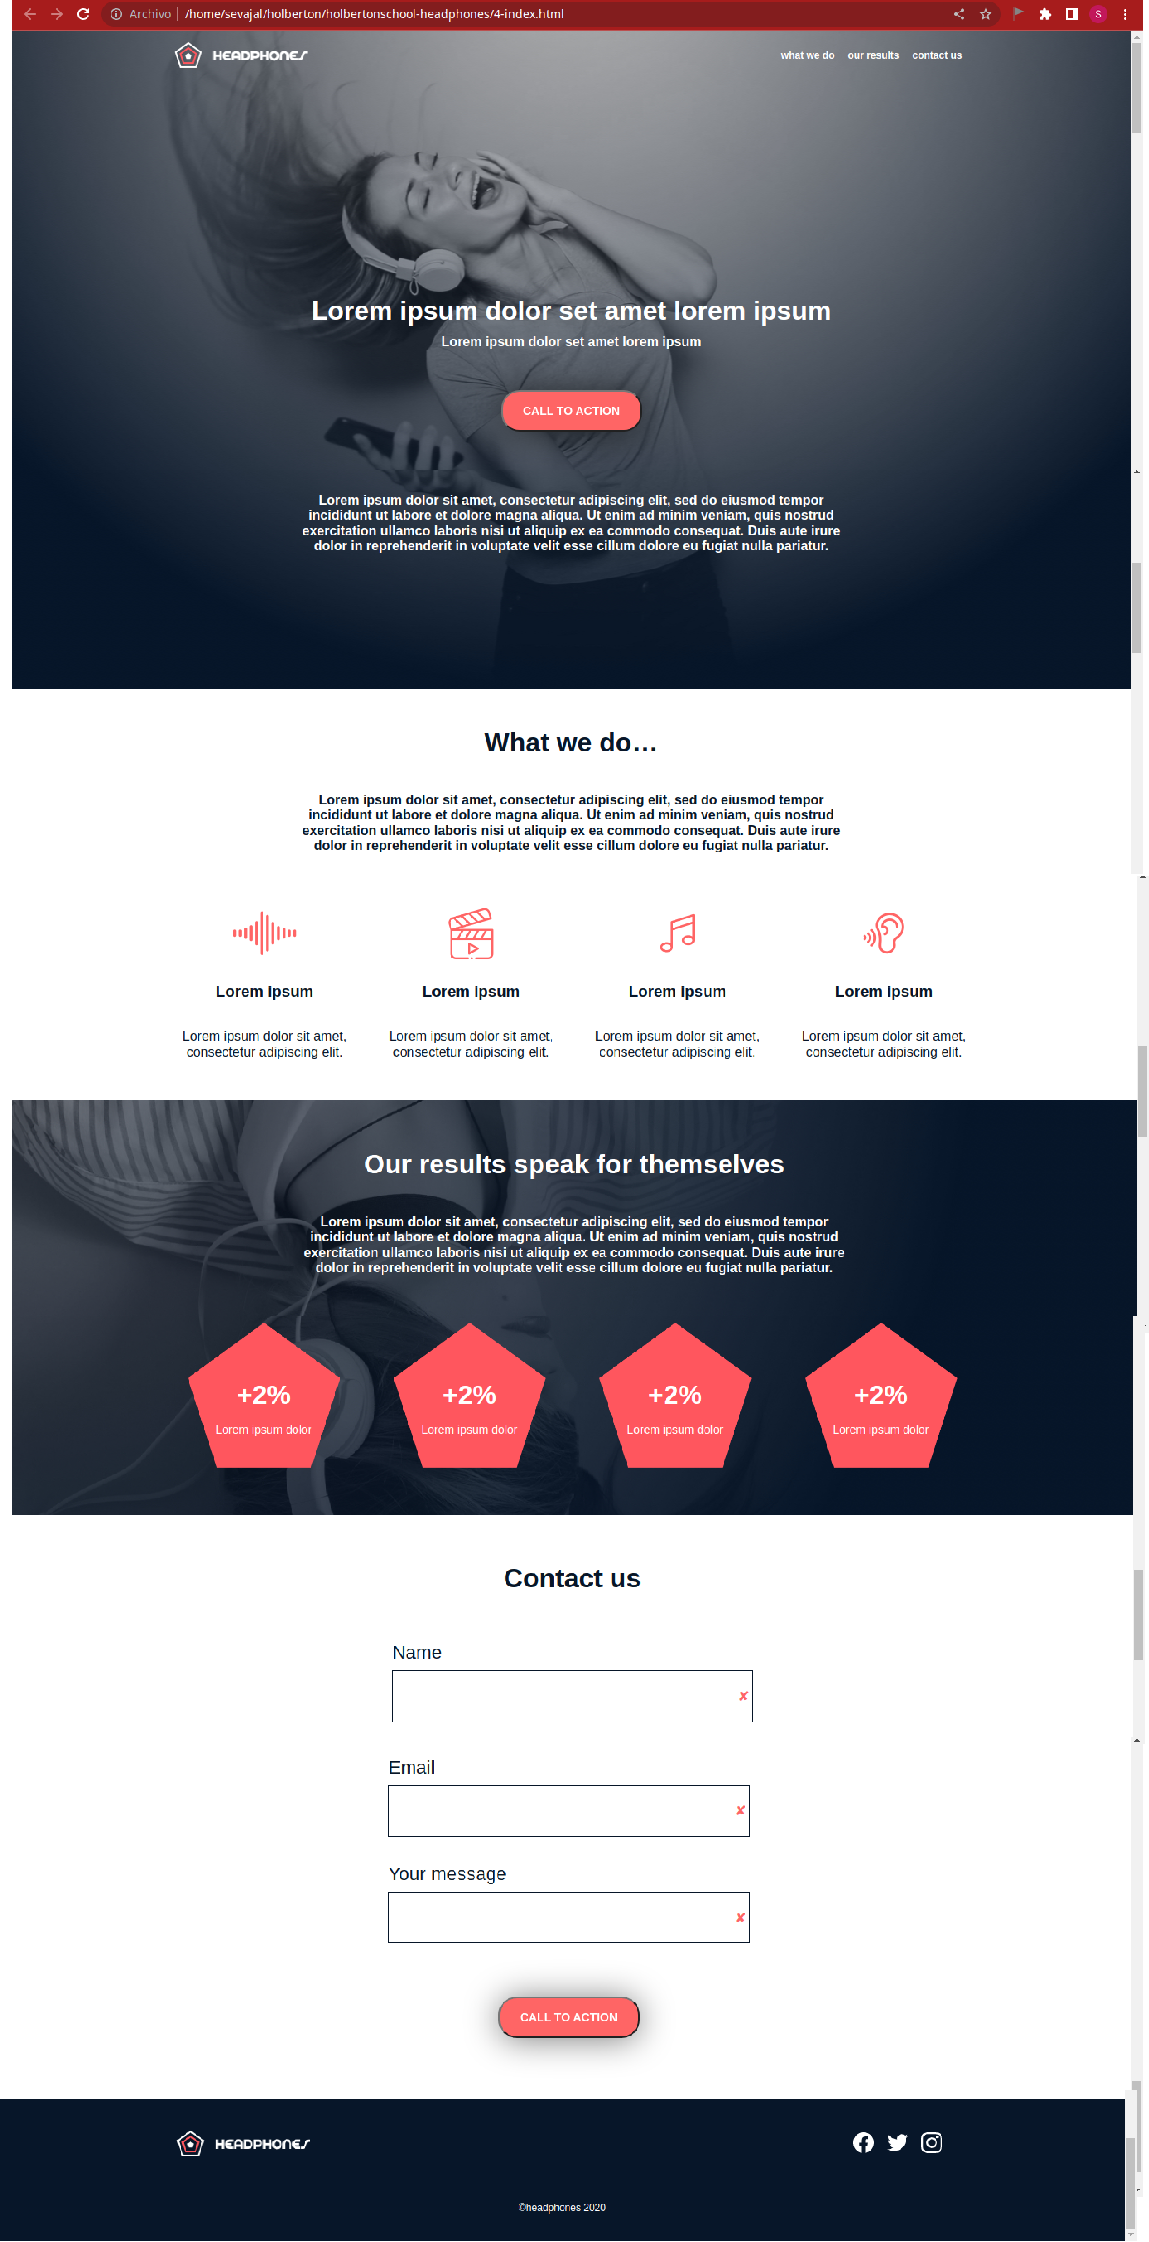 Archivo /home/sevajal/holberton/holbertonschool-headphones/4-index.html
S
HEADPHONES
what we do our results contact us
Lorem ipsum dolor set amet lorem ipsum
Lorem ipsum dolor set amet lorem ipsum
CALL TO ACTION
Lorem ipsum dolor sit amet, consectetur adipiscing elit, sed do eiusmod tempor
incididunt ut labore et dolore magna aliqua. Ut enim ad minim veniam, quis nostrud
exercitation ullamco laboris nisi ut aliquip ex ea commodo consequat. Duis aute irure
dolor in reprehenderit in voluptate velit esse cillum dolore eu fugiat nulla pariatur.
What we do...
Lorem ipsum dolor sit amet, consectetur adipiscing elit, sed do eiusmod tempor
incididunt ut labore et dolore magna aliqua. Ut enim ad minim veniam, quis nostrud
exercitation ullamco laboris nisi ut aliquip ex ea commodo consequat. Duis aute irure
dolor in reprehenderit in voluptate velit esse cillum dolore eu fugiat nulla pariatur.
Lorem Ipsum
Lorem ipsum dolor sit amet,
consectetur adipiscing elit.
Lorem Ipsum
Lorem ipsum dolor sit amet,
consectetur adipiscing elit.
Lorem Ipsum
Lorem ipsum dolor sit amet,
consectetur adipiscing elit.
Lorem Ipsum
Lorem ipsum dolor sit amet,
consectetur adipiscing elit.
Our results speak for themselves
Lorem ipsum dolor sit amet, consectetur adipiscing elit, sed do eiusmod tempor
incididunt ut labore et dolore magna aliqua. Ut enim ad minim veniam, quis nostrud
exercitation ullamco laboris nisi ut aliquip ex ea commodo consequat. Duis aute irure
dolor in reprehenderit in voluptate velit esse cillum dolore eu fugiat nulla pariatur.
+2%
Lorem ipsum dolor
+2%
Lorem ipsum dolor
+2%
Lorem ipsum dolor
+2%
Lorem ipsum dolor
Contact us
Name
✘
Email
✘
Your message
✘
CALL TO ACTION
HEADPHONES
©headphones 2020